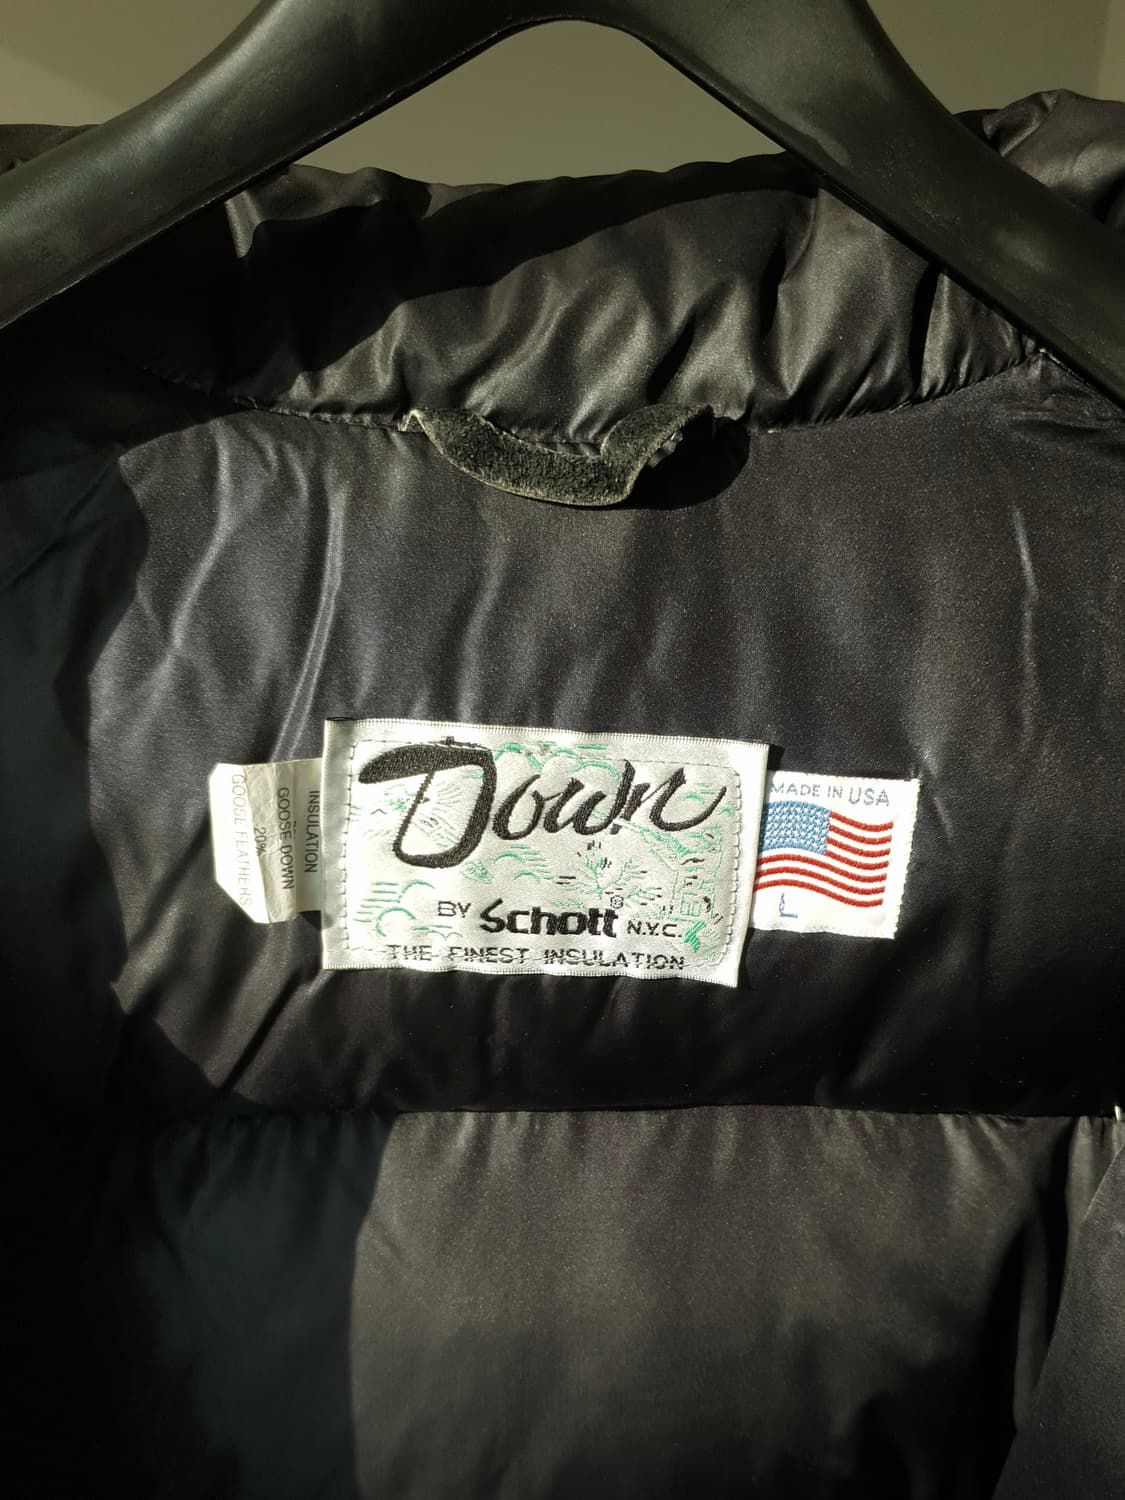 INSULATION
GOOSE DOWN
20%
GOOSE FEATHERS
Down
BY Schott® N.Y.C.
THE FINEST INSULATION
MADE IN USA
L